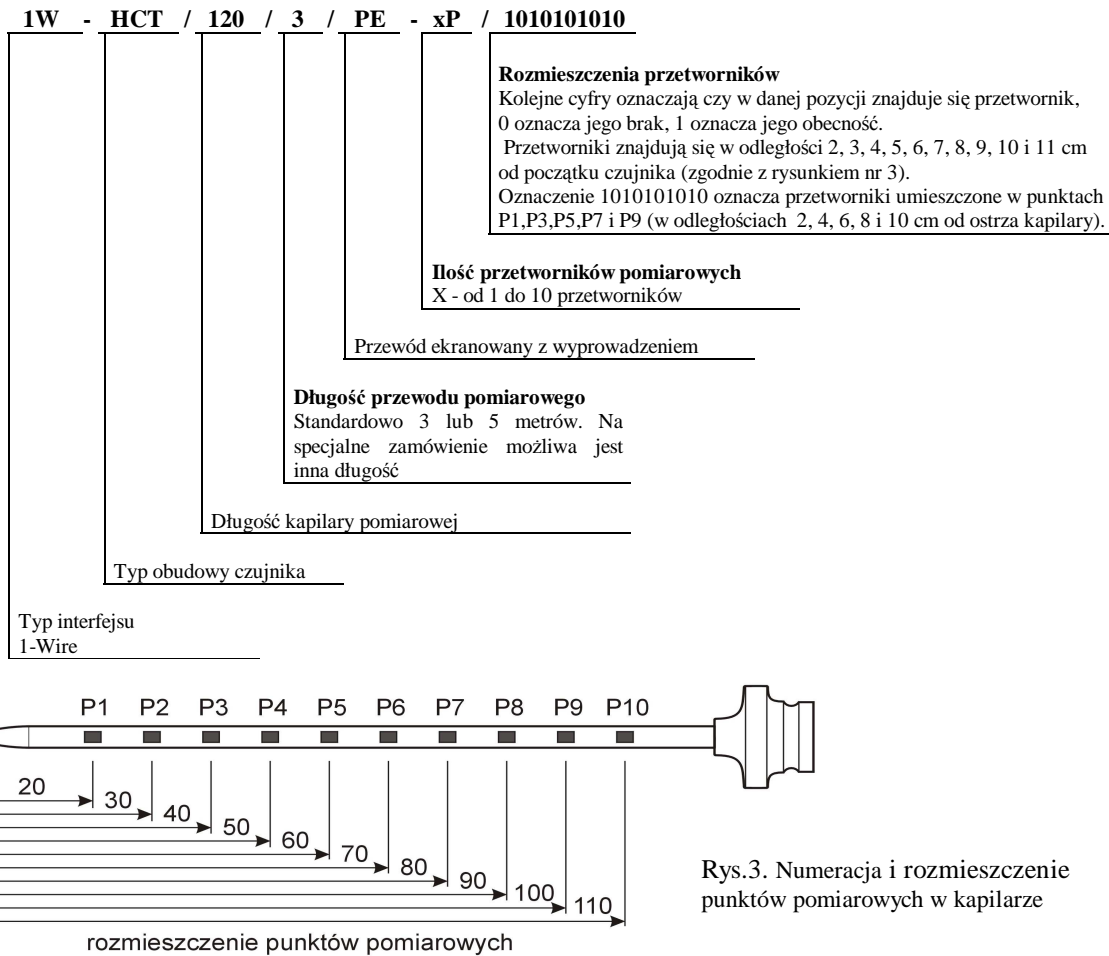 1W - HCT / 120 / 3 / PE - xP / 1010101010
Rozmieszczenia przetworników
Kolejne cyfry oznaczają czy w danej pozycji znajduje się przetwornik,
0 oznacza jego brak, 1 oznacza jego obecność.
Przetworniki znajdują się w odległości 2, 3, 4, 5, 6, 7, 8, 9, 10 i 11 cm
od początku czujnika (zgodnie z rysunkiem nr 3).
Oznaczenie 1010101010 oznacza przetworniki umieszczone w punktach
P1,P3,P5,P7 i P9 (w odległościach 2, 4, 6, 8 i 10 cm od ostrza kapilary).
Ilość przetworników pomiarowych
X - od 1 do 10 przetworników
Przewód ekranowany z wyprowadzeniem
Długość przewodu pomiarowego
Standardowo 3 lub 5 metrów. Na
specjalne zamówienie możliwa jest
inna długość
Długość kapilary pomiarowej
Typ obudowy czujnika
Typ interfejsu
1-Wire
P1 P2 P3 P4 P5 P6 P7 P8 P9 P10
20
30
40
50
60
70
80
90
100
110
Rys.3. Numeracja i rozmieszczenie
punktów pomiarowych w kapilarze
rozmieszczenie punktów pomiarowych